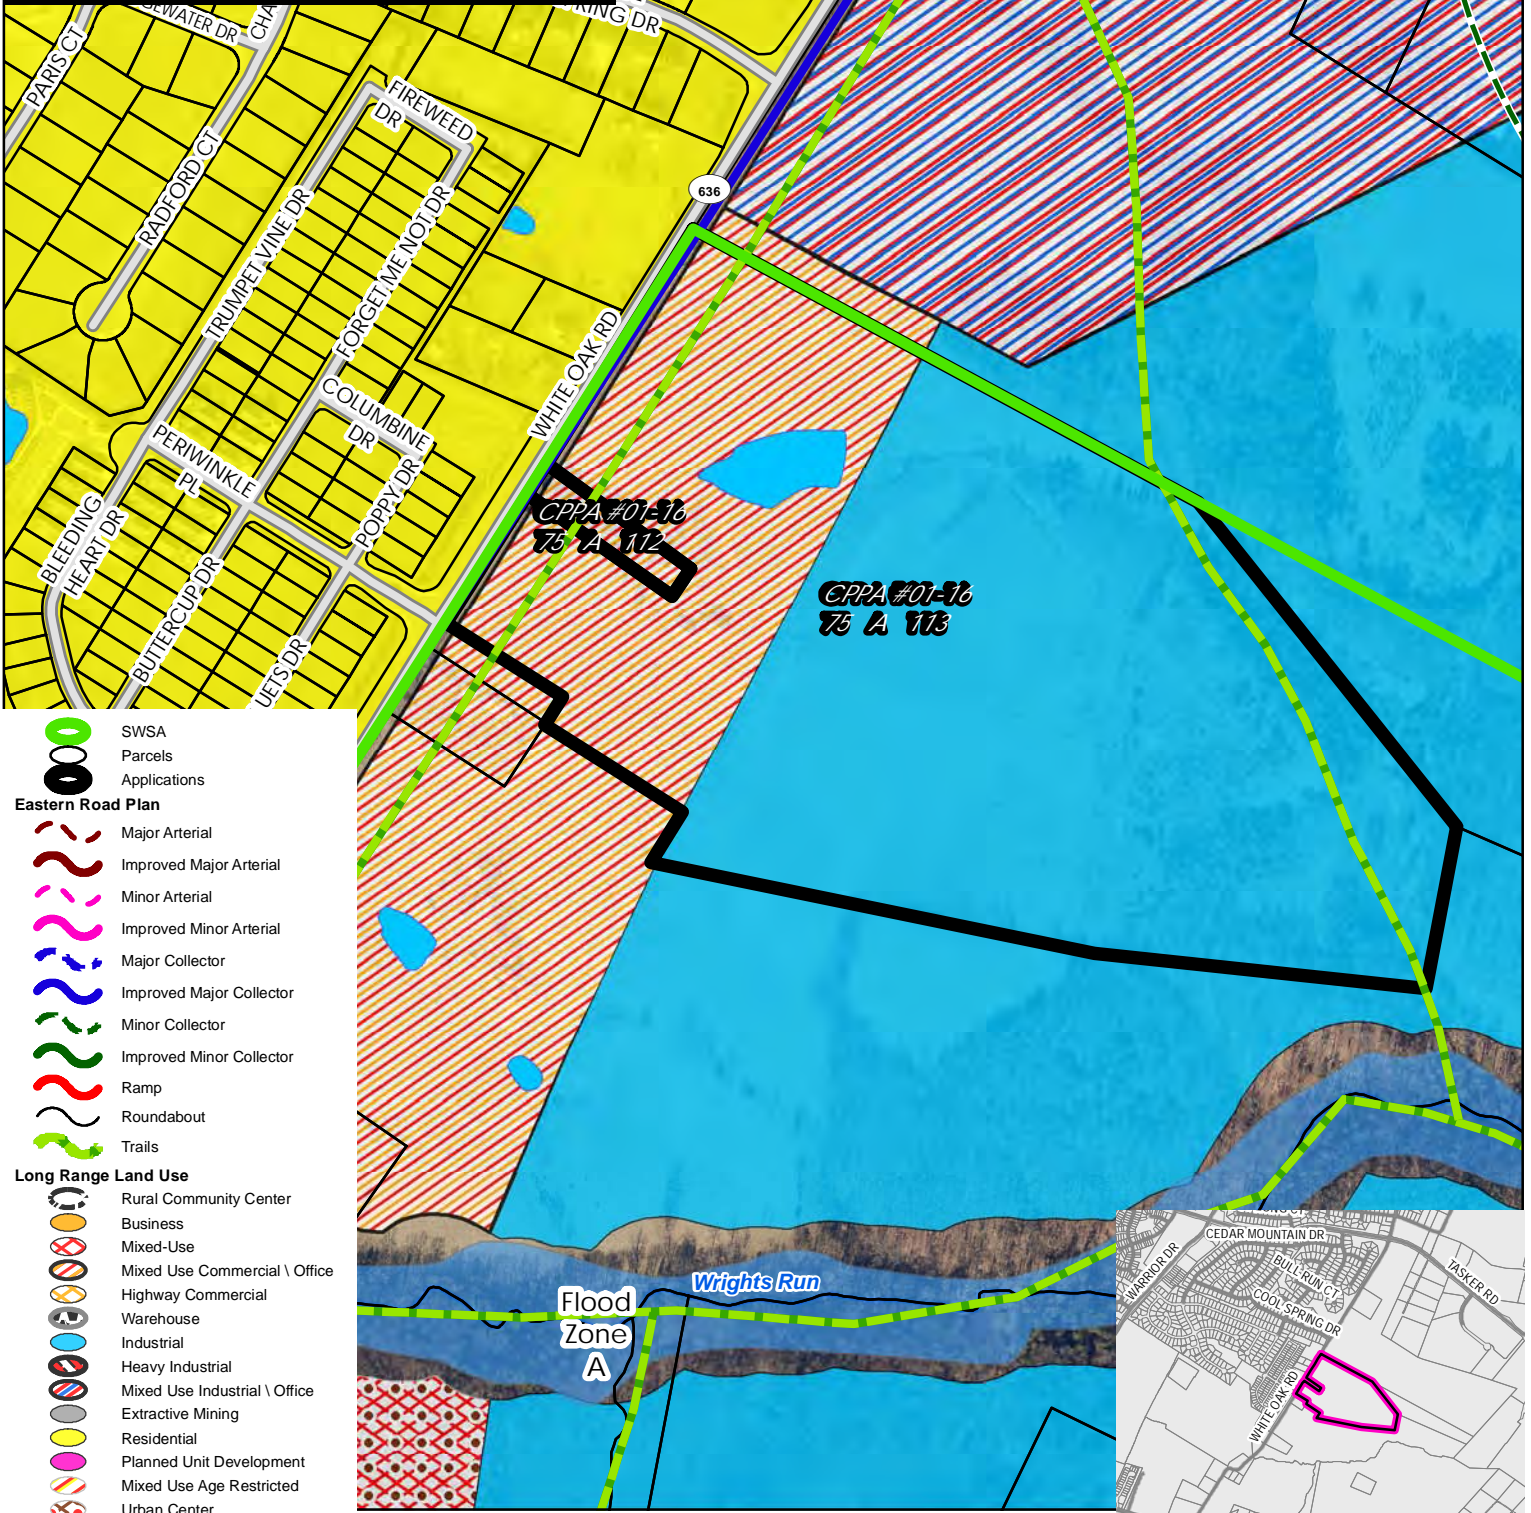 EWATER DR
CHA
RING DR
PARIS CT
FIREWEED
DR
RADFORD CT
636
TRUMPET VINE DR
FORGET ME NOT DR
WHITE OAK RD
COLUMBINE
DR
PERIWINKLE
PL
POPPY DR
BLEEDING
HEART DR
BUTTERCUP DR
UETS DR
CPPA #01-16
75 A 112
CPPA #01-16
75 A 113
SWSA
Parcels
Applications
Eastern Road Plan
Major Arterial
Improved Major Arterial
Minor Arterial
Improved Minor Arterial
Major Collector
Improved Major Collector
Minor Collector
Improved Minor Collector
Ramp
Roundabout
Trails
Long Range Land Use
Rural Community Center
Business
Mixed-Use
Mixed Use Commercial \ Office
Highway Commercial
Warehouse
Industrial
Heavy Industrial
Mixed Use Industrial \ Office
Extractive Mining
Residential
Planned Unit Development
Mixed Use Age Restricted
Urban Center
Wrights Run
Flood
Zone
A
CEDAR MOUNTAIN DR
WARRIOR DR
BULL RUN CT
COOL SPRING DR
TASKER RD
WHITE OAK RD